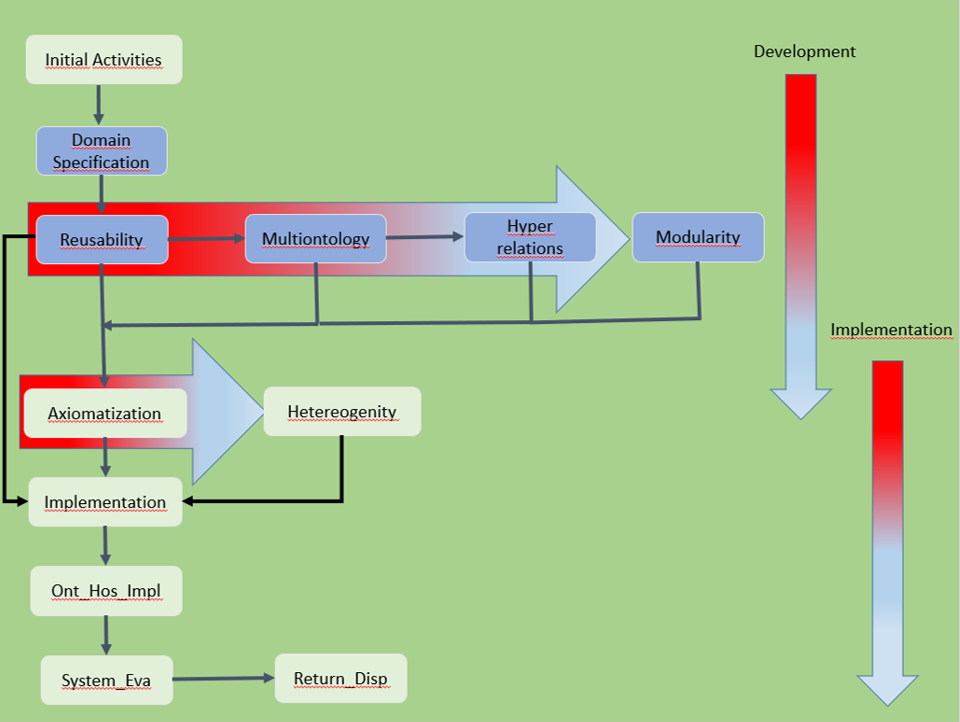 Initial Activities
Development
Domain
Specification
Reusability
Multiontology
Hyper
relations
Modularity
Implementation
Axiomatization
Hetereogenity
Implementation
Ont_Hos_Impl
System_Eva
Return_Disp